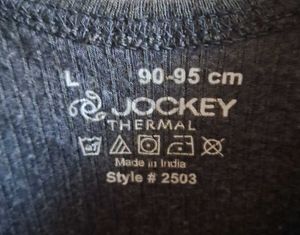 L 90-95 cm
JOCKEY
THERMAL
Made in India
Style # 2503